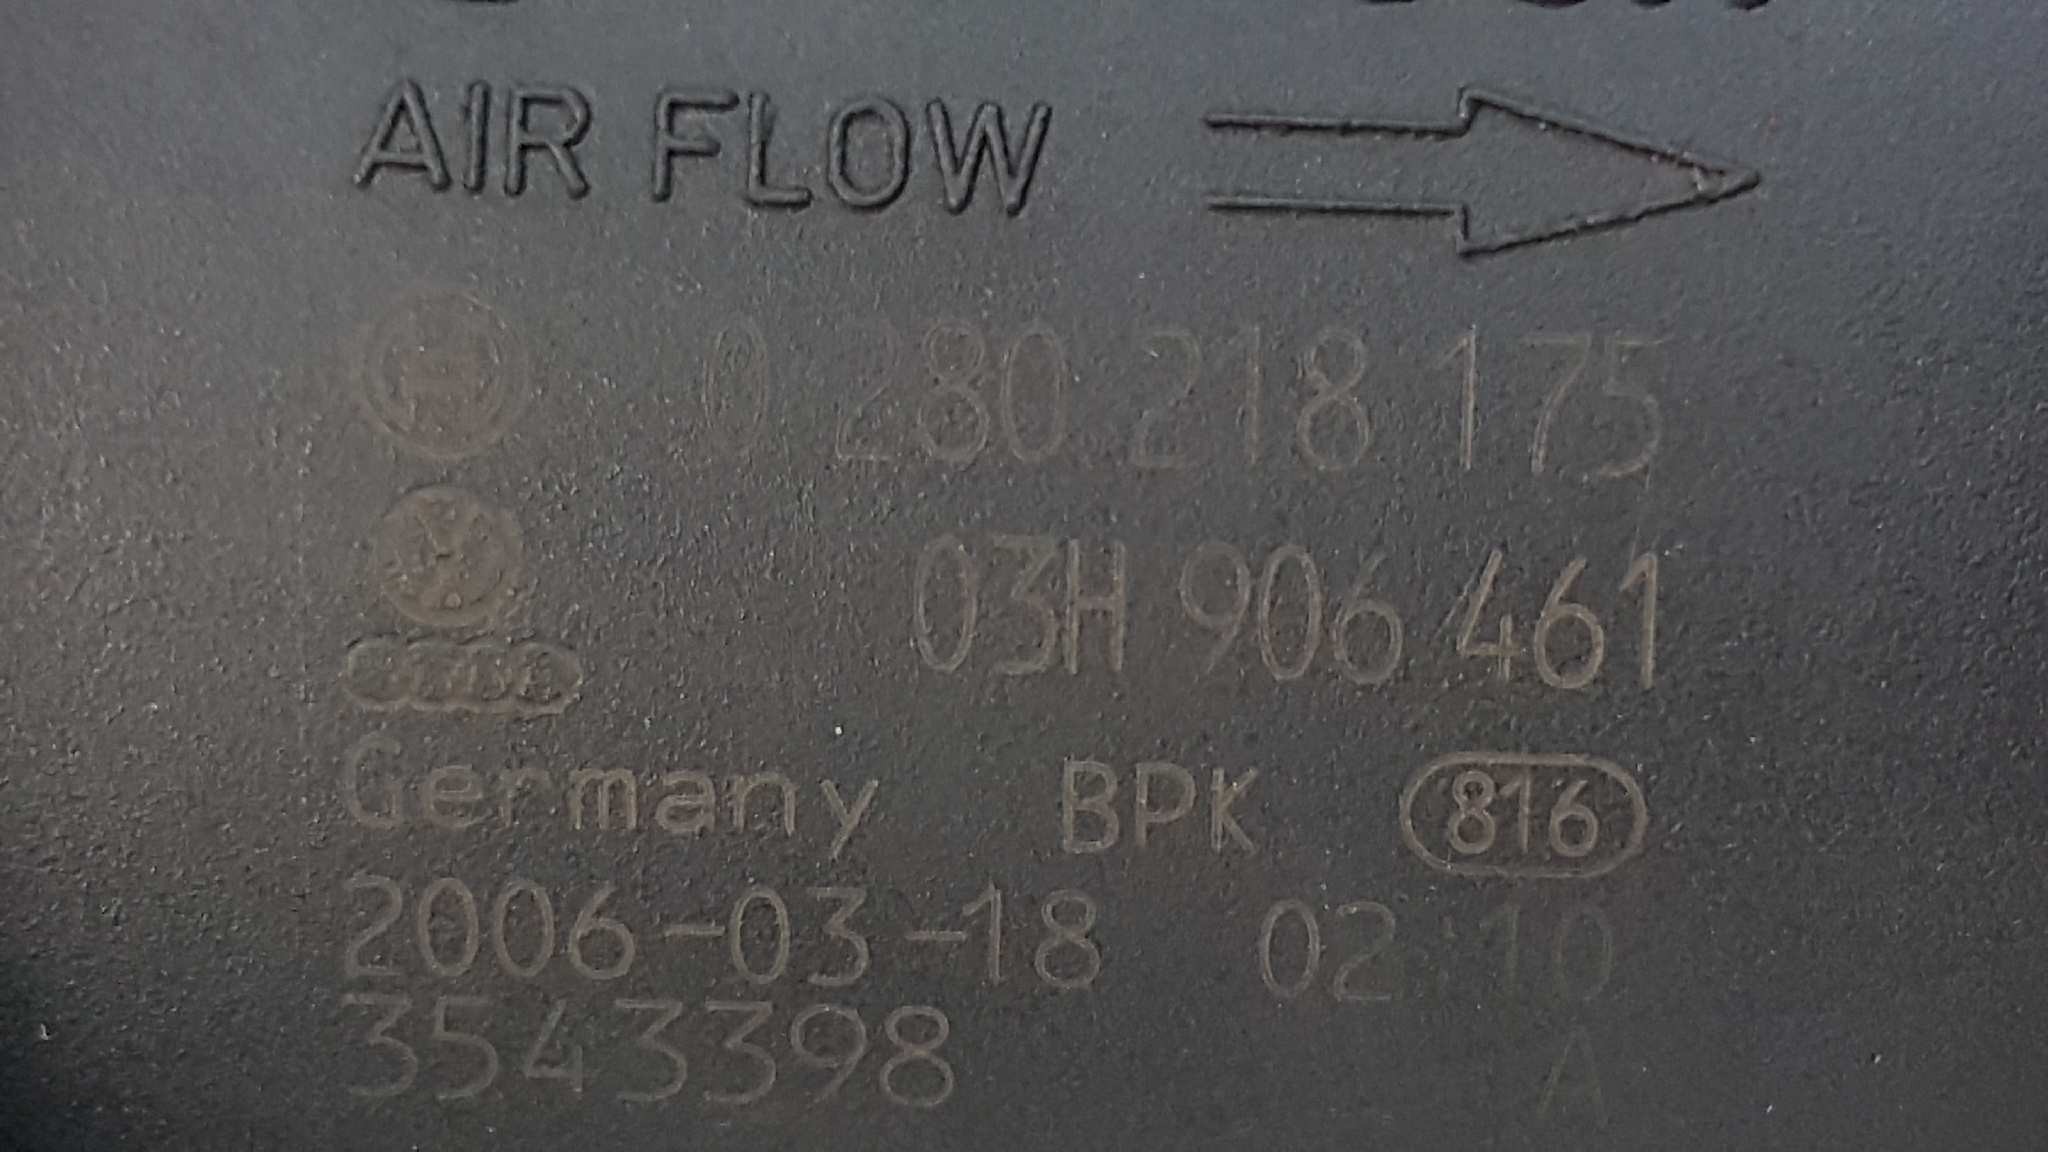 AIR FLOW
0 280 218 175
03H 906 461
Germany BPK 816
2006-03-18 02:10
3543398 A